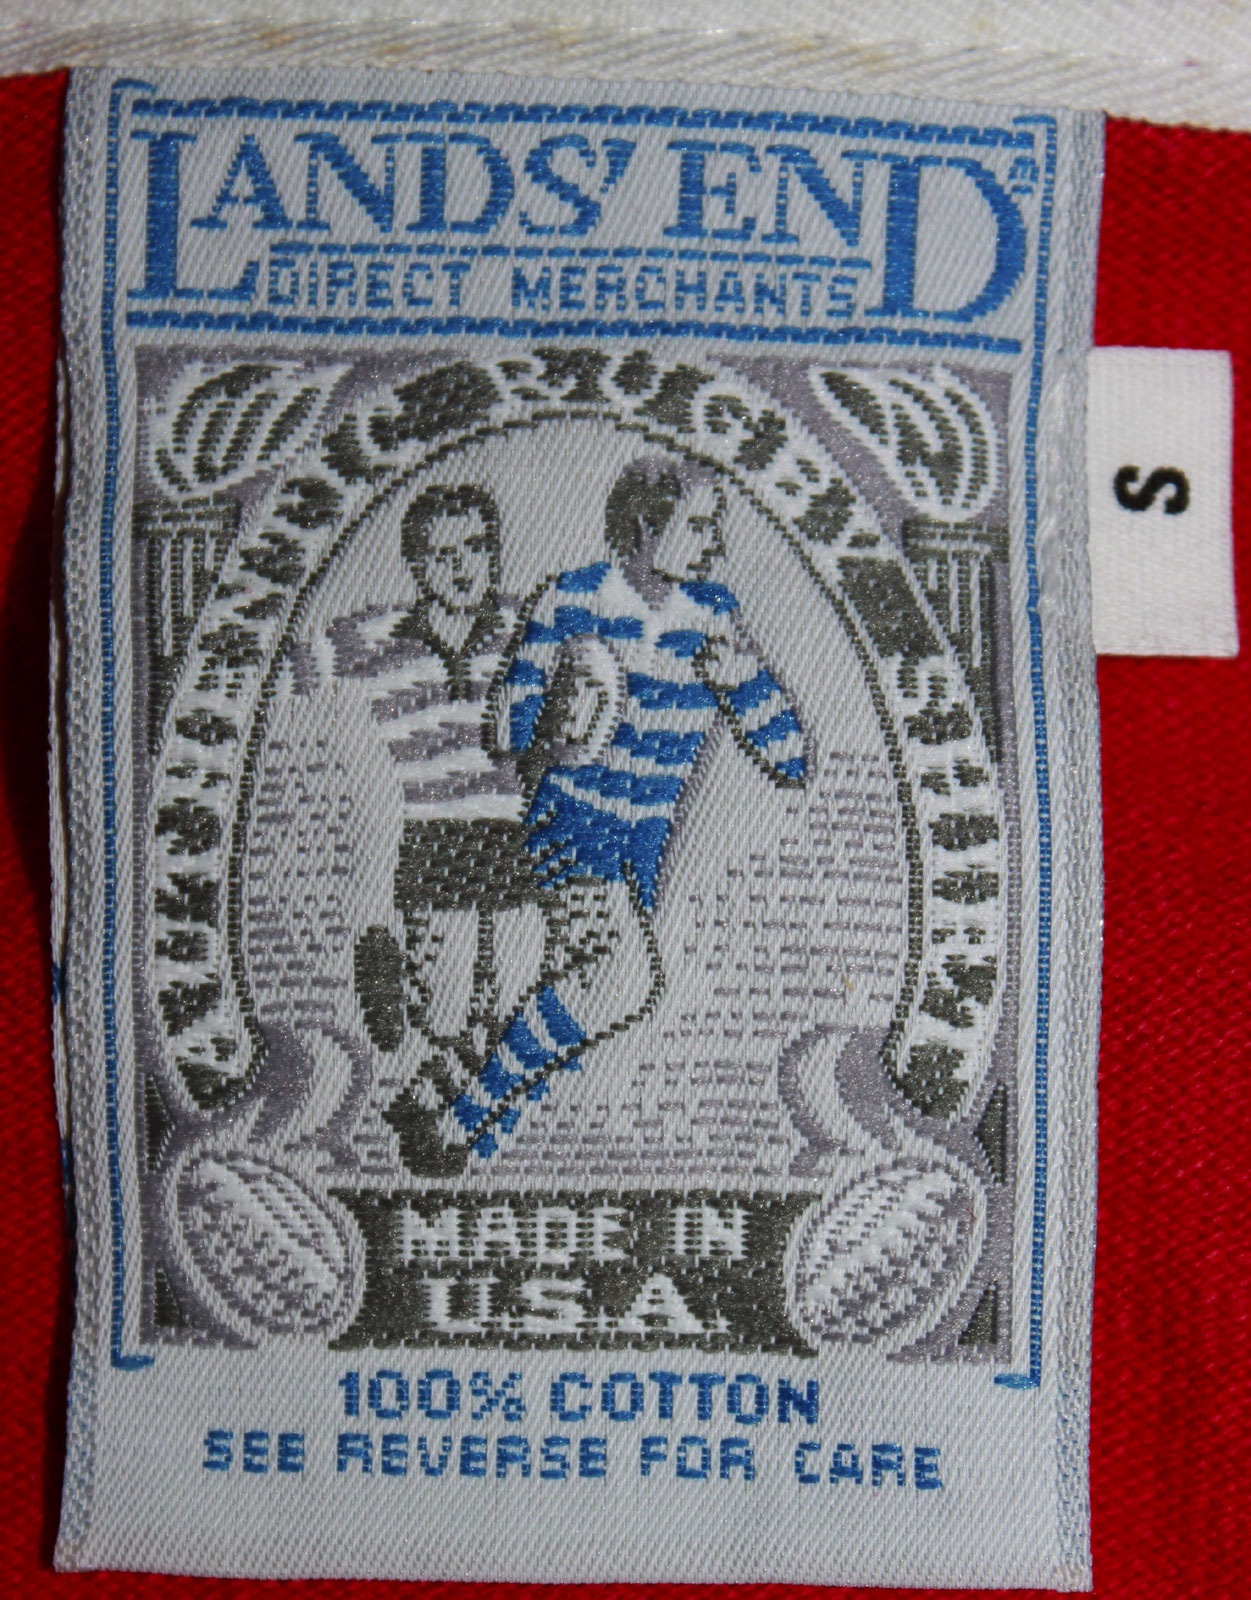 LANDS' END
DIRECT MERCHANTS
S
MADE IN
U.S.A.
100% COTTON
SEE REVERSE FOR CARE